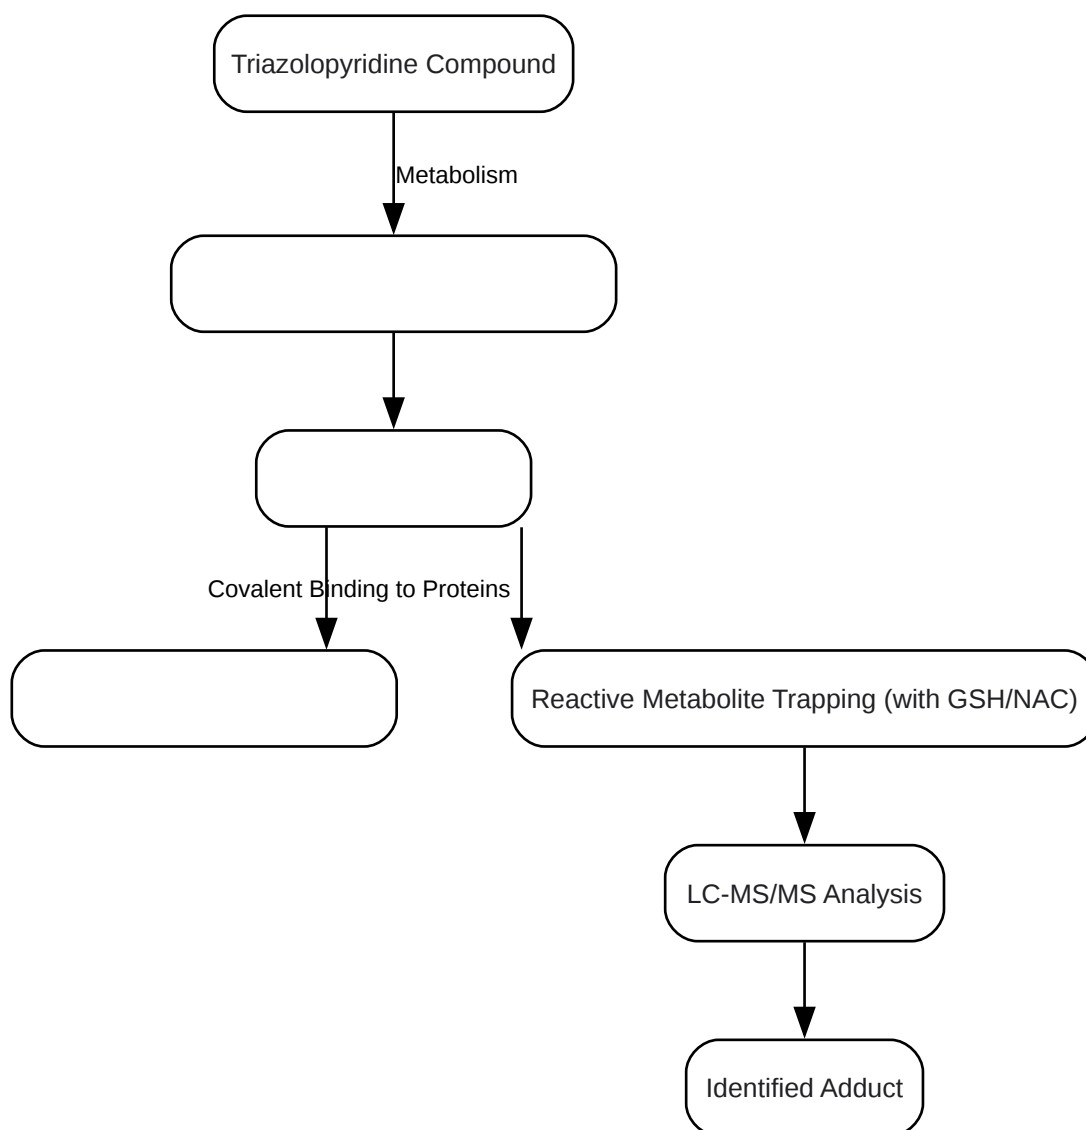 Triazolopyridine Compound
Metabolism
Covalent Binding to Proteins
Reactive Metabolite Trapping (with GSH/NAC)
LC-MS/MS Analysis
Identified Adduct